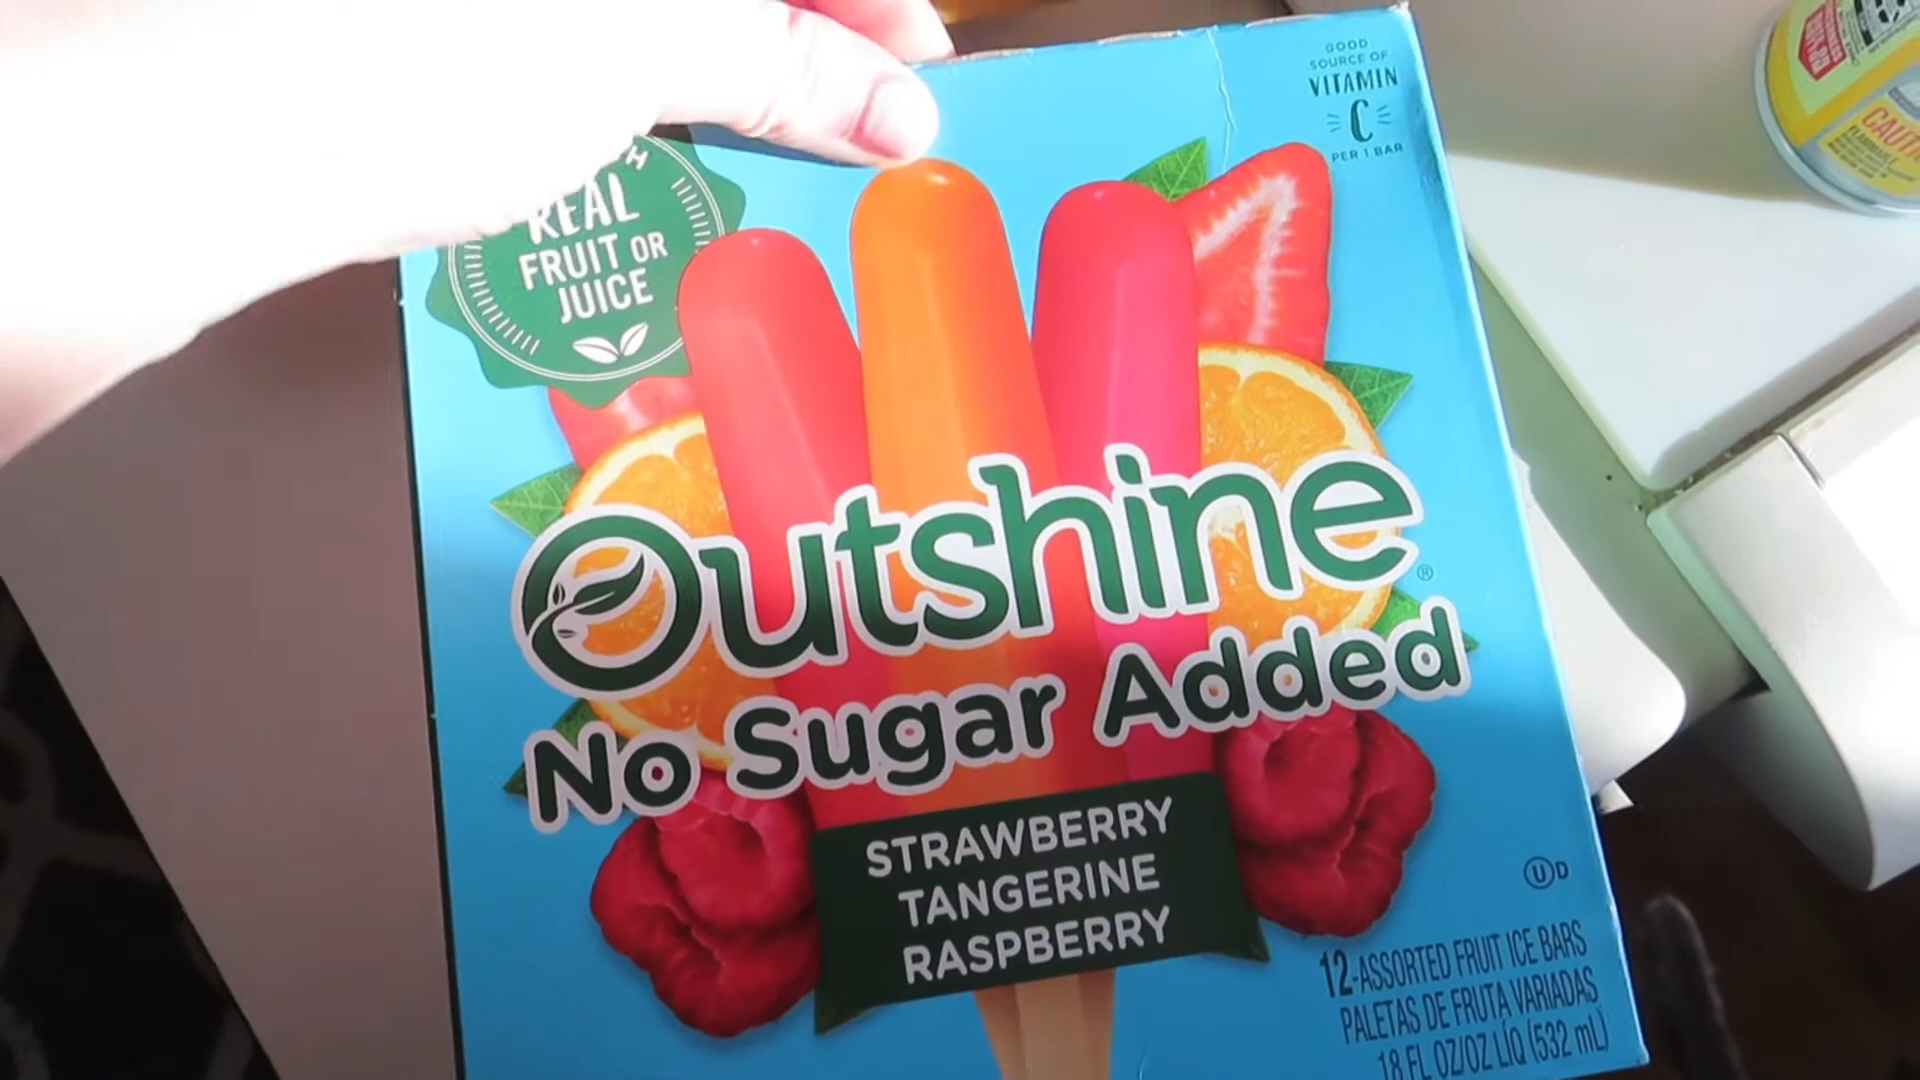 GOOD
SOURCE OF
VITAMIN
C
PER 1 BAR
REAL
FRUIT OR
JUICE
Outshine®
No Sugar Added
STRAWBERRY
TANGERINE
RASPBERRY
U D
12-ASSORTED FRUIT ICE BARS
PALETAS DE FRUTA VARIADAS
18 FL OZ/OZ LÍQ (532 mL)